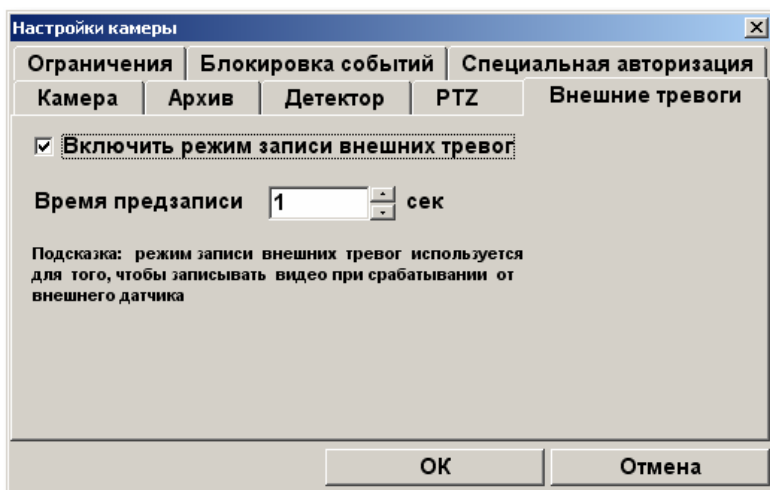 Настройки камеры
Ограничения Блокировка событий Специальная авторизация
Камера Архив Детектор PTZ Внешние тревоги
Включить режим записи внешних тревог
Время предзаписи 1 сек
Подсказка: режим записи внешних тревог используется
для того, чтобы записывать видео при срабатывании от
внешнего датчика
ОК Отмена